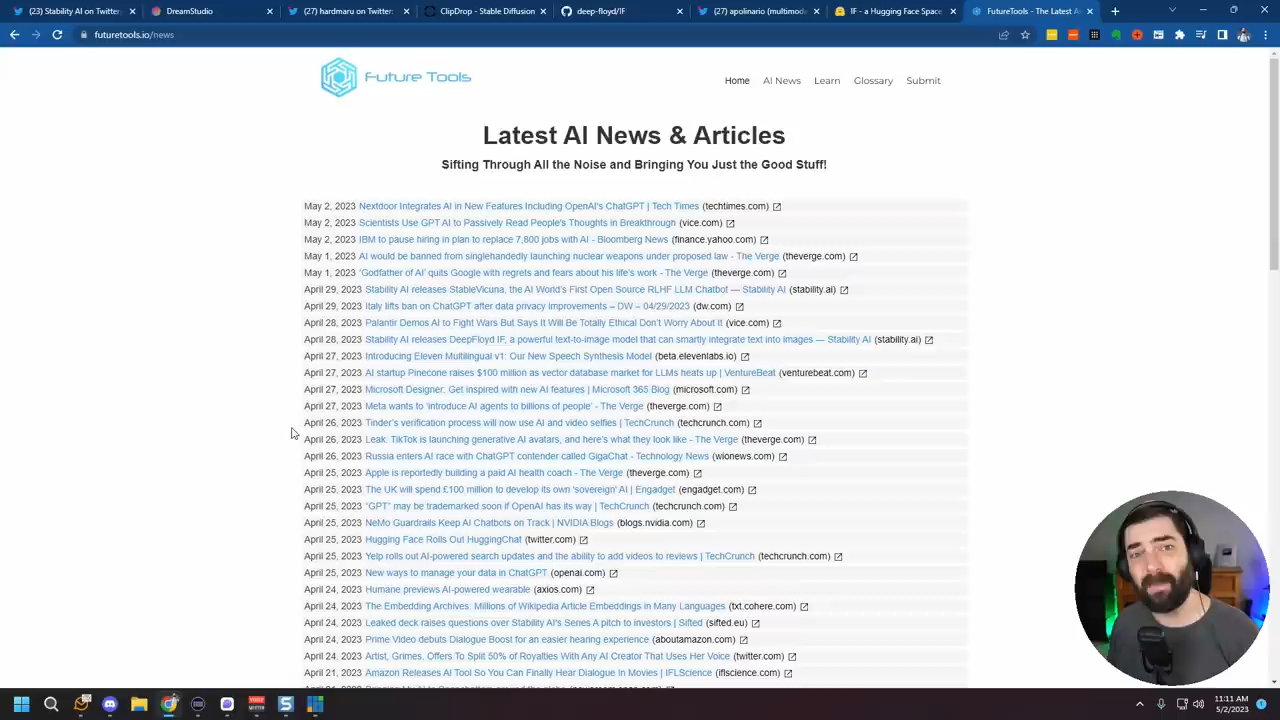 (27) Stability AI on Twitter:
DreamStudio
(27) hardmaru on Twitter:
ClipDrop - Stable Diffusion
deep-floyd/IF
(27) apolinario (multimod
IF - a Hugging Face Space
FutureTools - The Latest A
futuretools.io/news
Future Tools
Home AI News Learn Glossary Submit
Latest AI News & Articles
Sifting Through All the Noise and Bringing You Just the Good Stuff!
May 2, 2023 Nextdoor Integrates AI in New Features Including OpenAI's ChatGPT | Tech Times (techtimes.com)
May 2, 2023 Scientists Use GPT AI to Passively Read People's Thoughts in Breakthrough (vice.com)
May 2, 2023 IBM to pause hiring in plan to replace 7,800 jobs with AI - Bloomberg News (finance.yahoo.com)
May 1, 2023 AI would be banned from singlehandedly launching nuclear weapons under proposed law - The Verge (theverge.com)
May 1, 2023 ‘Godfather of AI’ quits Google with regrets and fears about his life’s work - The Verge (theverge.com)
April 29, 2023 Stability AI releases StableVicuna, the AI World’s First Open Source RLHF LLM Chatbot — Stability AI (stability.ai)
April 29, 2023 Italy lifts ban on ChatGPT after data privacy improvements – DW – 04/29/2023 (dw.com)
April 28, 2023 Palantir Demos AI to Fight Wars But Says It Will Be Totally Ethical Don’t Worry About It (vice.com)
April 28, 2023 Stability AI releases DeepFloyd IF, a powerful text-to-image model that can smartly integrate text into images — Stability AI (stability.ai)
April 27, 2023 Introducing Eleven Multilingual v1: Our New Speech Synthesis Model (beta.elevenlabs.io)
April 27, 2023 AI startup Pinecone raises $100 million as vector database market for LLMs heats up | VentureBeat (venturebeat.com)
April 27, 2023 Microsoft Designer: Get inspired with new AI features | Microsoft 365 Blog (microsoft.com)
April 27, 2023 Meta wants to ‘introduce AI agents to billions of people’ - The Verge (theverge.com)
April 26, 2023 Tinder’s verification process will now use AI and video selfies | TechCrunch (techcrunch.com)
April 26, 2023 Leak: TikTok is launching generative AI avatars, and here’s what they look like - The Verge (theverge.com)
April 26, 2023 Russia enters AI race with ChatGPT contender called GigaChat - Technology News (wionews.com)
April 25, 2023 Apple is reportedly building a paid AI health coach - The Verge (theverge.com)
April 25, 2023 The UK will spend £100 million to develop its own ‘sovereign’ AI | Engadget (engadget.com)
April 25, 2023 “GPT” may be trademarked soon if OpenAI has its way | TechCrunch (techcrunch.com)
April 25, 2023 NeMo Guardrails Keep AI Chatbots on Track | NVIDIA Blogs (blogs.nvidia.com)
April 25, 2023 Hugging Face Rolls Out HuggingChat (twitter.com)
April 25, 2023 Yelp rolls out AI-powered search updates and the ability to add videos to reviews | TechCrunch (techcrunch.com)
April 25, 2023 New ways to manage your data in ChatGPT (openai.com)
April 24, 2023 Humane previews AI-powered wearable (axios.com)
April 24, 2023 The Embedding Archives: Millions of Wikipedia Article Embeddings in Many Languages (txt.cohere.com)
April 24, 2023 Leaked deck raises questions over Stability AI's Series A pitch to investors | Sifted (sifted.eu)
April 24, 2023 Prime Video debuts Dialogue Boost for an easier hearing experience (aboutamazon.com)
April 24, 2023 Artist, Grimes, Offers To Split 50% of Royalties With Any AI Creator That Uses Her Voice (twitter.com)
April 21, 2023 Amazon Releases AI Tool So You Can Finally Hear Dialogue In Movies | IFLScience (iflscience.com)
11:11 AM
5/2/2023